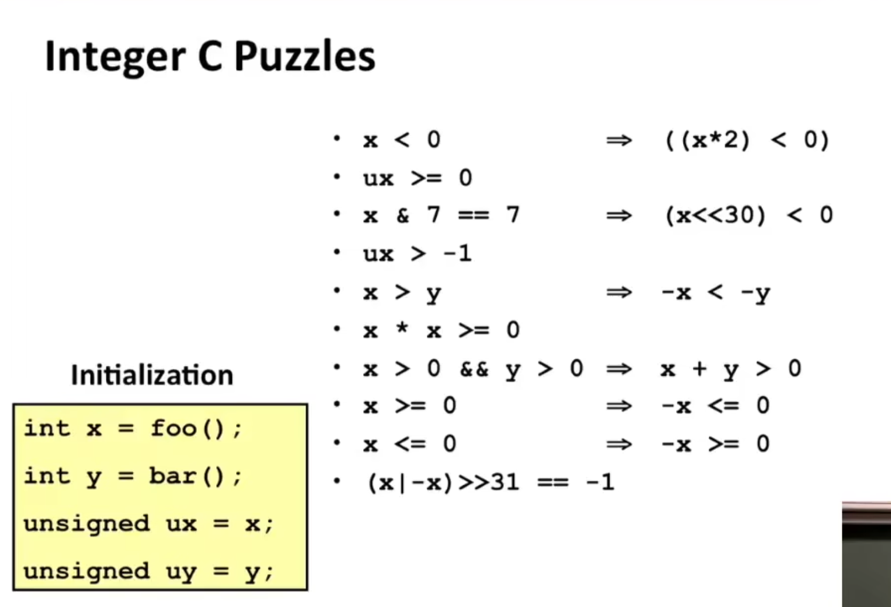 Integer C Puzzles
• x < 0 ⇒ ((x*2) < 0)
• ux >= 0
• x & 7 == 7 ⇒ (x<<30) < 0
• ux > -1
• x > y ⇒ -x < -y
• x * x >= 0
• x > 0 && y > 0 ⇒ x + y > 0
• x >= 0 ⇒ -x <= 0
• x <= 0 ⇒ -x >= 0
• (x|-x)>>31 == -1
Initialization
int x = foo();
int y = bar();
unsigned ux = x;
unsigned uy = y;